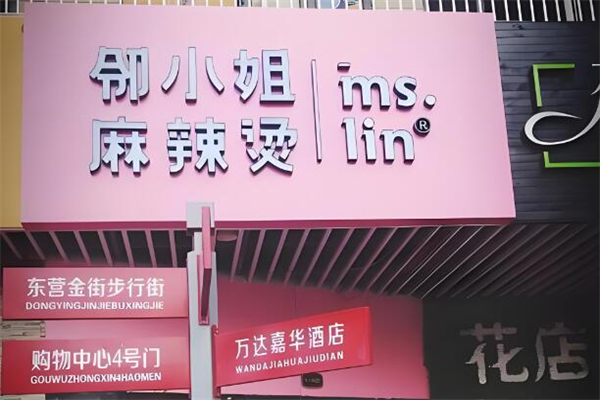 邻小姐
麻辣烫
ms.
lin®
东营金街步行街
DONGYINGJINJIEBUXINGJIE
购物中心4号门
GOUWUZHONGXIN4HAOMEN
万达嘉华酒店
WANDAJIAHUAJIUDIAN
花店